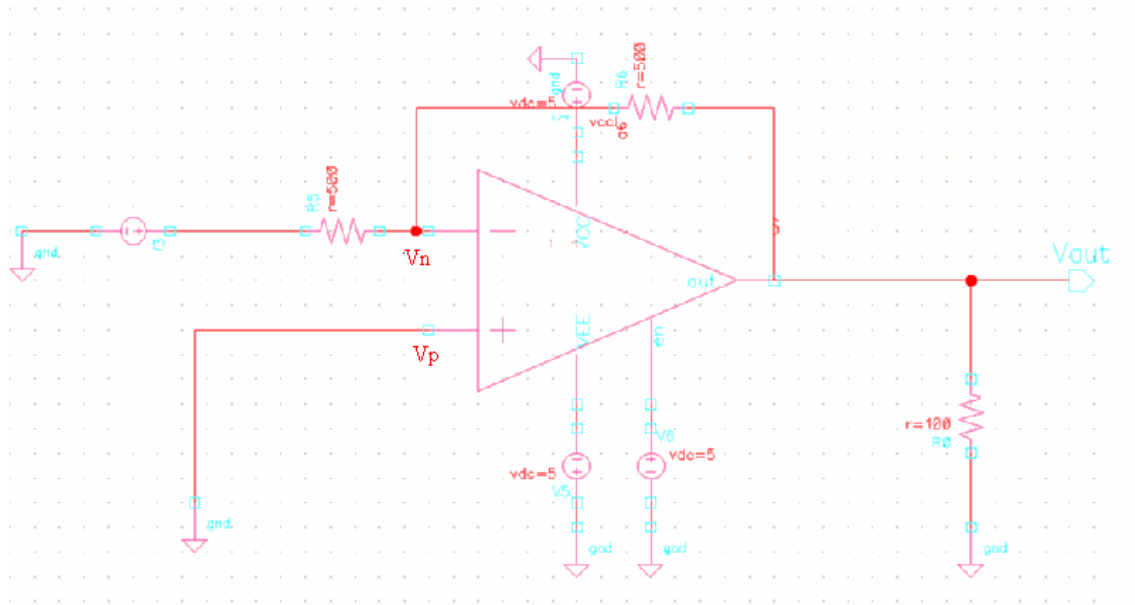 gnd
R6
r=500
vdc=5
vcc!
R5
r=500
gnd
Vn
VCC
out
Vout
Vp
VEE
en
gnd
vdc=5
V5
V6
vdc=5
gnd
gnd
r=100
R0
gnd